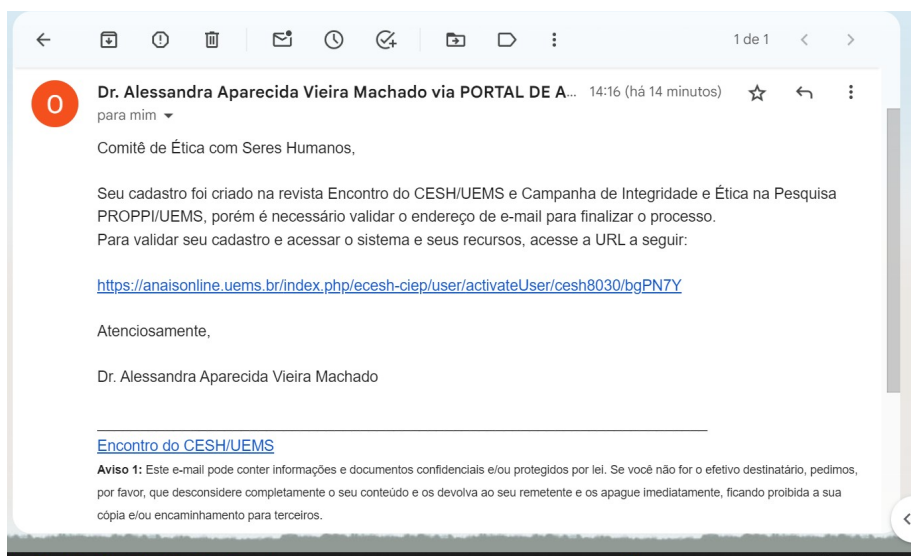 1 de 1
O
Dr. Alessandra Aparecida Vieira Machado via PORTAL DE A... 14:16 (há 14 minutos)
para mim
Comitê de Ética com Seres Humanos,
Seu cadastro foi criado na revista Encontro do CESH/UEMS e Campanha de Integridade e Ética na Pesquisa
PROPPI/UEMS, porém é necessário validar o endereço de e-mail para finalizar o processo.
Para validar seu cadastro e acessar o sistema e seus recursos, acesse a URL a seguir:
https://anaisonline.uems.br/index.php/ecesh-ciep/user/activateUser/cesh8030/bgPN7Y
Atenciosamente,
Dr. Alessandra Aparecida Vieira Machado
Encontro do CESH/UEMS
Aviso 1: Este e-mail pode conter informações e documentos confidenciais e/ou protegidos por lei. Se você não for o efetivo destinatário, pedimos,
por favor, que desconsidere completamente o seu conteúdo e os devolva ao seu remetente e os apague imediatamente, ficando proibida a sua
cópia e/ou encaminhamento para terceiros.